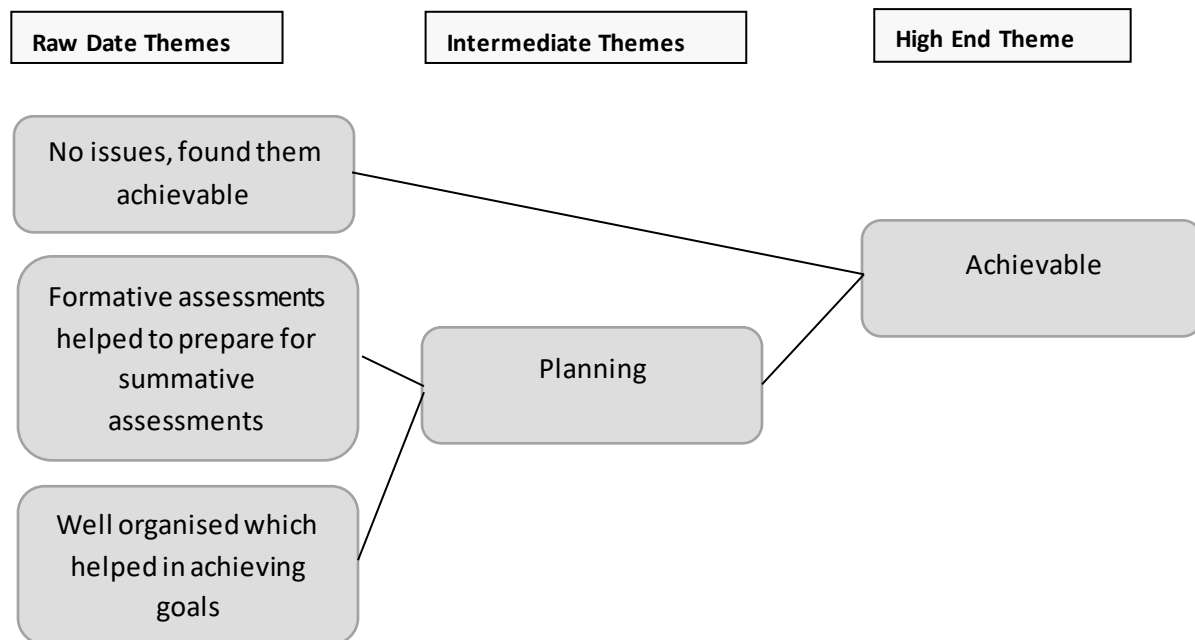 Raw Date Themes
Intermediate Themes
High End Theme
No issues, found them
achievable
Formative assessments
helped to prepare for
summative
assessments
Well organised which
helped in achieving
goals
Planning
Achievable